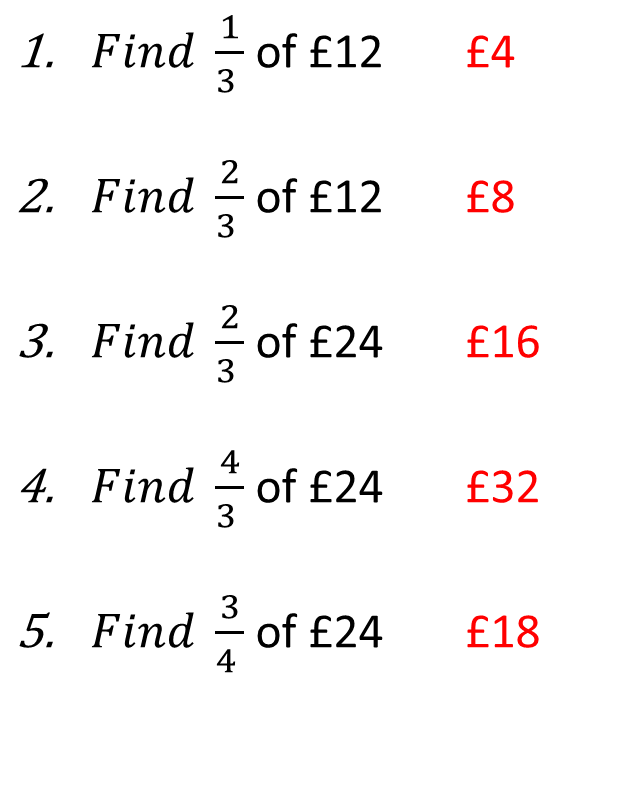 1. Find 1/3 of £12 £4
2. Find 2/3 of £12 £8
3. Find 2/3 of £24 £16
4. Find 4/3 of £24 £32
5. Find 3/4 of £24 £18